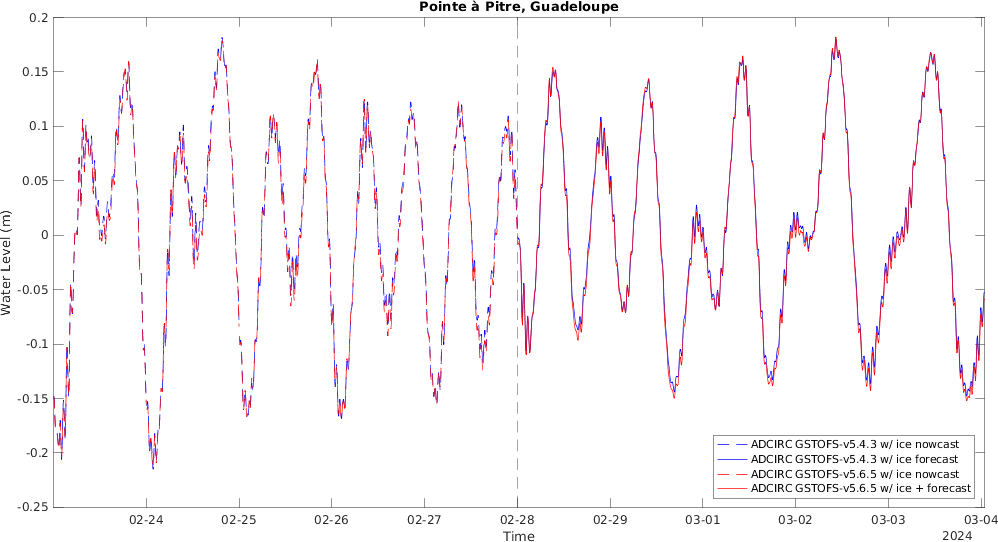 Pointe à Pitre, Guadeloupe
0.2
0.15
0.1
0.05
0
-0.05
-0.1
-0.15
-0.2
-0.25
Water Level (m)
ADCIRC GSTOFS-v5.4.3 w/ ice nowcast
ADCIRC GSTOFS-v5.4.3 w/ ice forecast
ADCIRC GSTOFS-v5.6.5 w/ ice nowcast
ADCIRC GSTOFS-v5.6.5 w/ ice + forecast
02-24 02-25 02-26 02-27 02-28 02-29 03-01 03-02 03-03 03-04
Time
2024